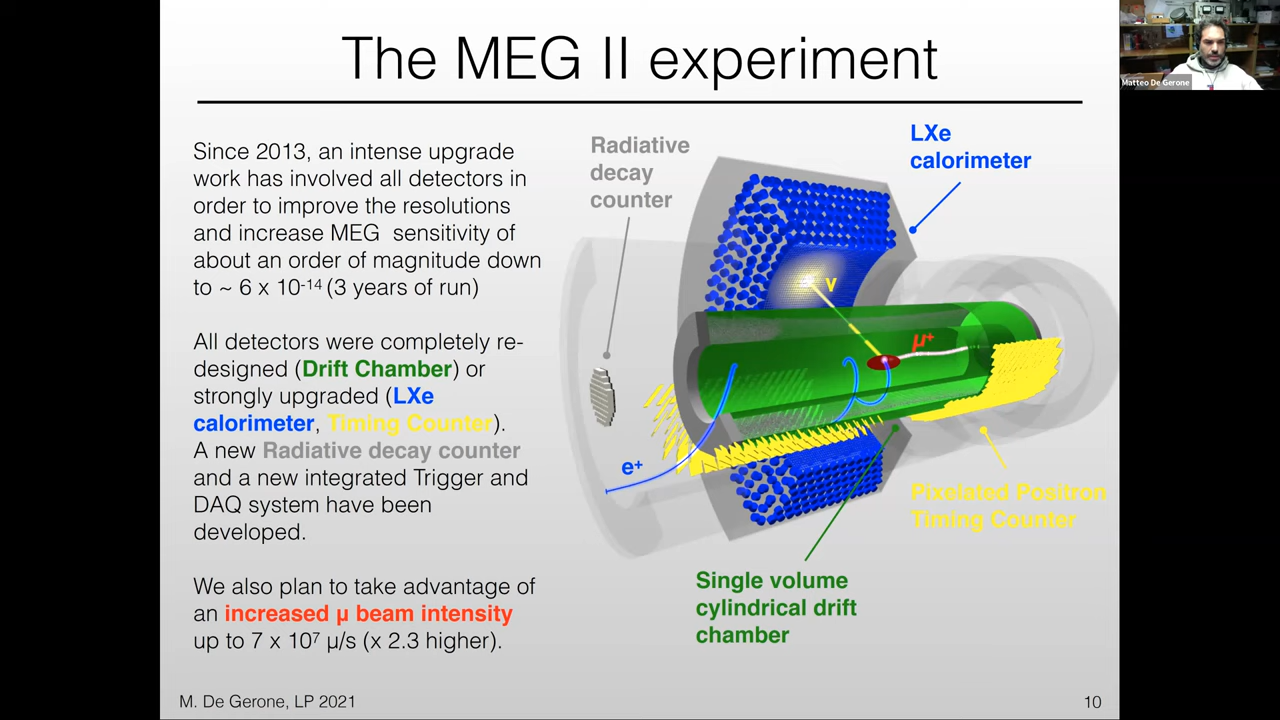 The MEG II experiment
Matteo De Gerone
Since 2013, an intense upgrade
work has involved all detectors in
order to improve the resolutions
and increase MEG sensitivity of
about an order of magnitude down
to ~ 6 x 10⁻¹⁴ (3 years of run)
All detectors were completely re-
designed (Drift Chamber) or
strongly upgraded (LXe
calorimeter, Timing Counter).
A new Radiative decay counter
and a new integrated Trigger and
DAQ system have been
developed.
We also plan to take advantage of
an increased µ beam intensity
up to 7 x 10⁷ µ/s (x 2.3 higher).
Radiative
decay
counter
LXe
calorimeter
γ
µ⁺
e⁺
Pixelated Positron
Timing Counter
Single volume
cylindrical drift
chamber
M. De Gerone, LP 2021
10